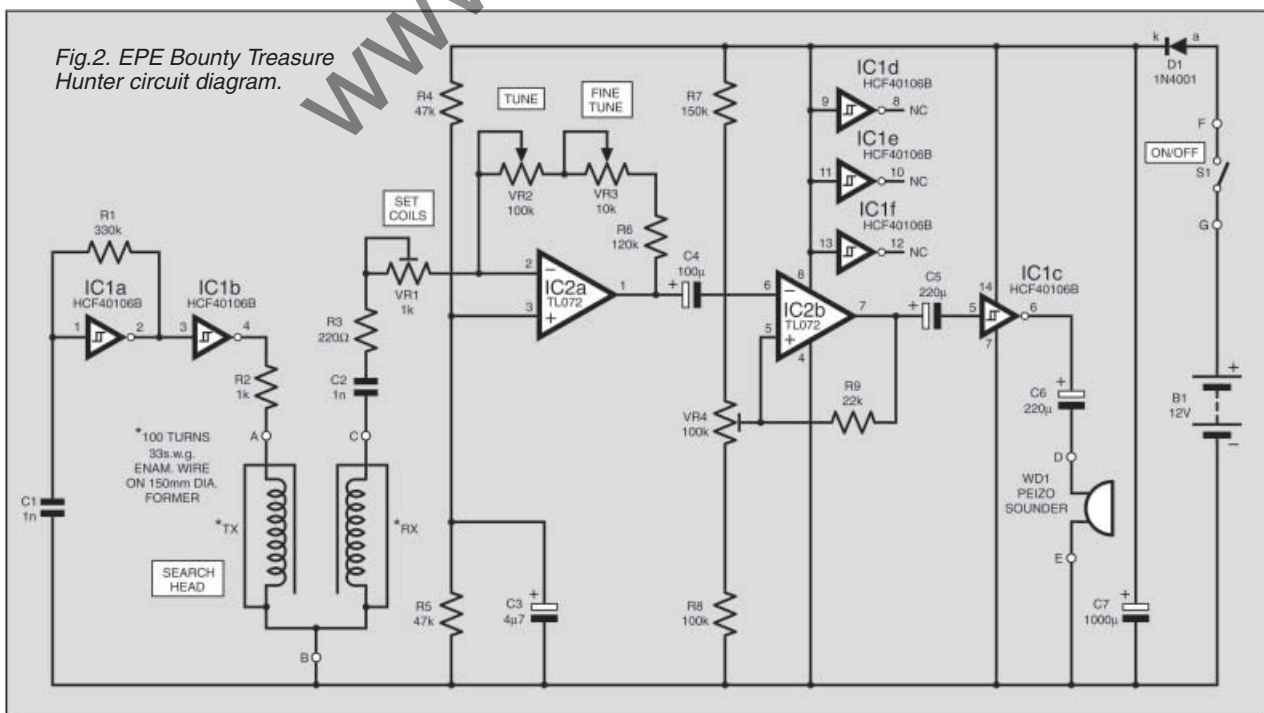 Fig.2. EPE Bounty Treasure
Hunter circuit diagram.
WWW
R4
47k
TUNE
FINE
TUNE
VR2
100k
VR3
10k
R6
120k
SET
COILS
VR1
1k
R1
330k
IC1a
HCF40106B
1
2
IC1b
HCF40106B
3
4
R2
1k
R3
220Ω
C2
1n
A
C
*100 TURNS
33s.w.g.
ENAM. WIRE
ON 150mm DIA.
FORMER
C1
1n
*TX
*RX
SEARCH
HEAD
B
R5
47k
C3
4µ7
+
2
−
3
+
IC2a
TL072
1
C4
100µ
+
R7
150k
VR4
100k
R8
100k
6
−
5
+
IC2b
TL072
7
8
4
R9
22k
IC1d
HCF40106B
9
8
NC
IC1e
HCF40106B
11
10
NC
IC1f
HCF40106B
13
12
NC
C5
220µ
+
IC1c
HCF40106B
14
5
6
7
C6
220µ
+
D
WD1
PEIZO
SOUNDER
E
C7
1000µ
+
k
a
D1
1N4001
F
ON/OFF
S1
G
B1
12V
+
−